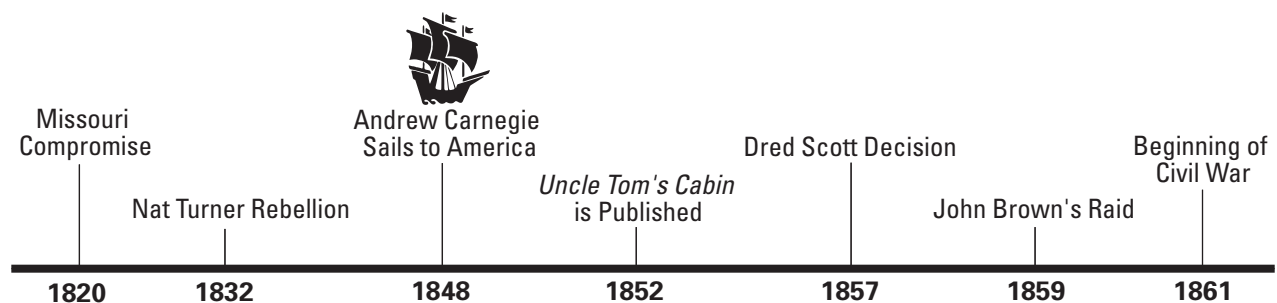 Missouri
Compromise
Nat Turner Rebellion
Andrew Carnegie
Sails to America
Uncle Tom's Cabin
is Published
Dred Scott Decision
John Brown's Raid
Beginning of
Civil War
1820
1832
1848
1852
1857
1859
1861